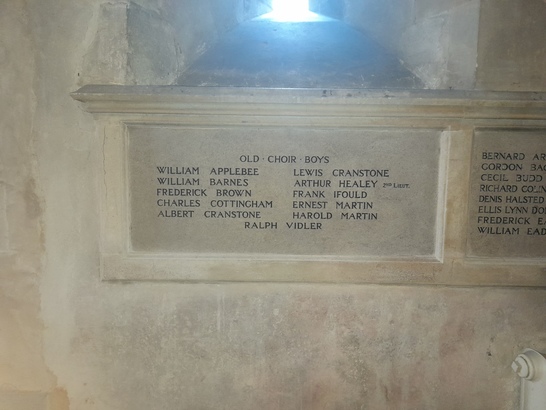 OLD · CHOIR · BOYS
WILLIAM APPLEBEE
WILLIAM BARNES
FREDERICK BROWN
CHARLES COTTINGHAM
ALBERT CRANSTONE
LEWIS CRANSTONE
ARTHUR HEALEY 2ND LIEUT.
FRANK IFOULD
ERNEST MARTIN
HAROLD MARTIN
RALPH VIDLER
BERNARD AR
GORDON
CECIL BUDD
RICHARD
DENIS HALSTED
ELLIS LYNN
FREDERICK E.
WILLIAM EAD